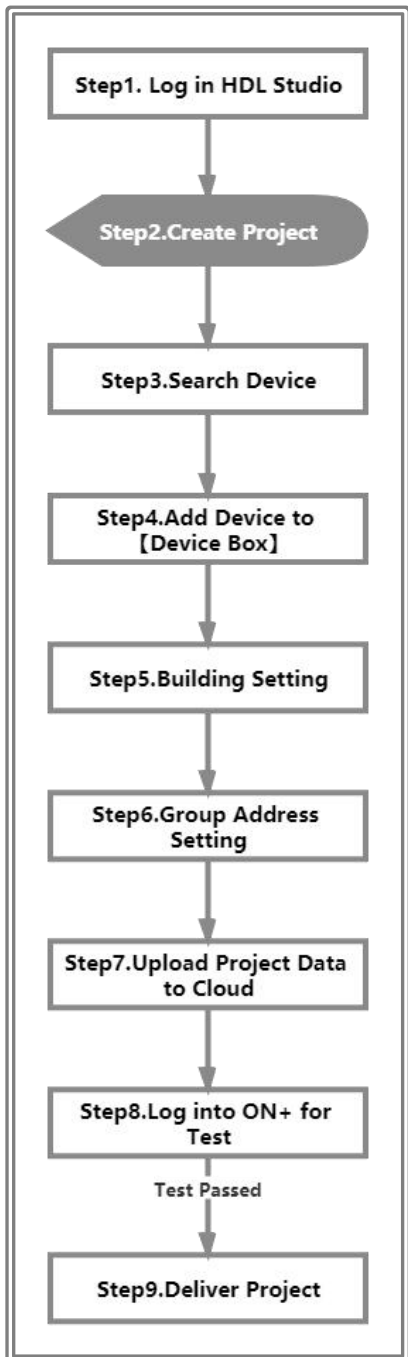 Step1. Log in HDL Studio
Step2.Create Project
Step3.Search Device
Step4.Add Device to
【Device Box】
Step5.Building Setting
Step6.Group Address
Setting
Step7.Upload Project Data
to Cloud
Step8.Log into ON+ for
Test
Test Passed
Step9.Deliver Project